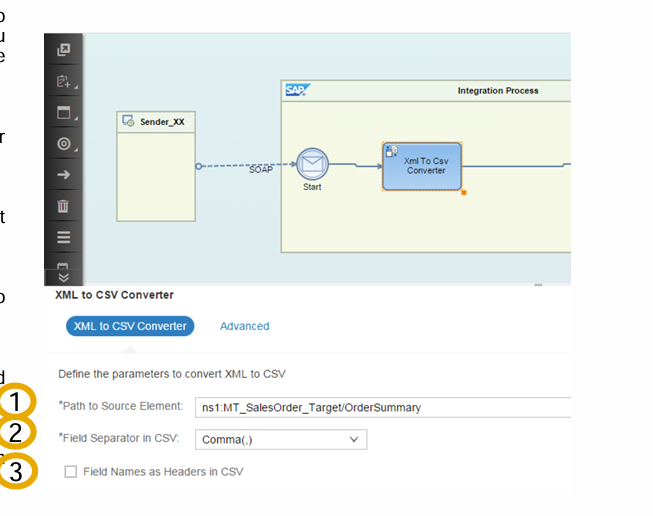 SAP
Integration Process
Sender_XX
SOAP
Start
Xml To Csv
Converter
XML to CSV Converter
XML to CSV Converter
Advanced
Define the parameters to convert XML to CSV
1
*Path to Source Element: ns1:MT_SalesOrder_Target/OrderSummary
2
*Field Separator in CSV: Comma(,)
3
Field Names as Headers in CSV